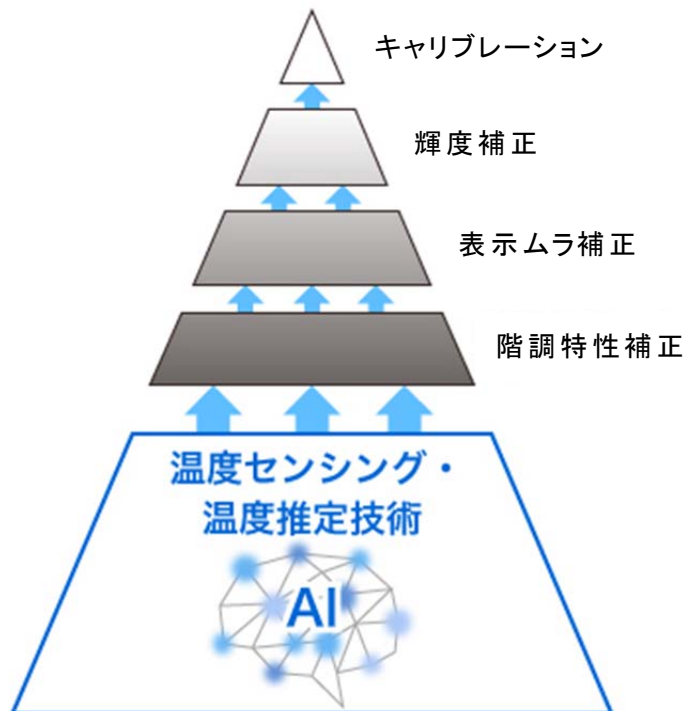 キャリブレーション
輝度補正
表示ムラ補正
階調特性補正
温度センシング・
温度推定技術
AI